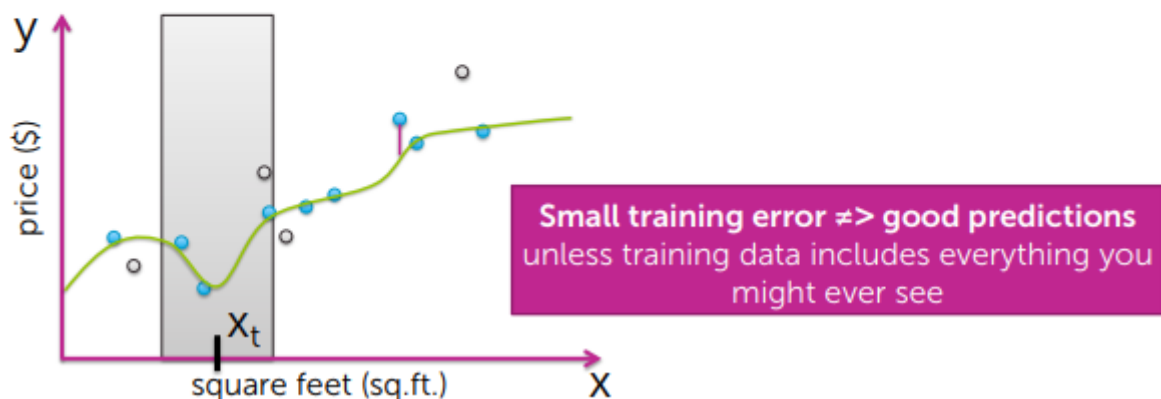 y
price ($)
Small training error ≠> good predictions
unless training data includes everything you
might ever see
xt
square feet (sq.ft.)
x